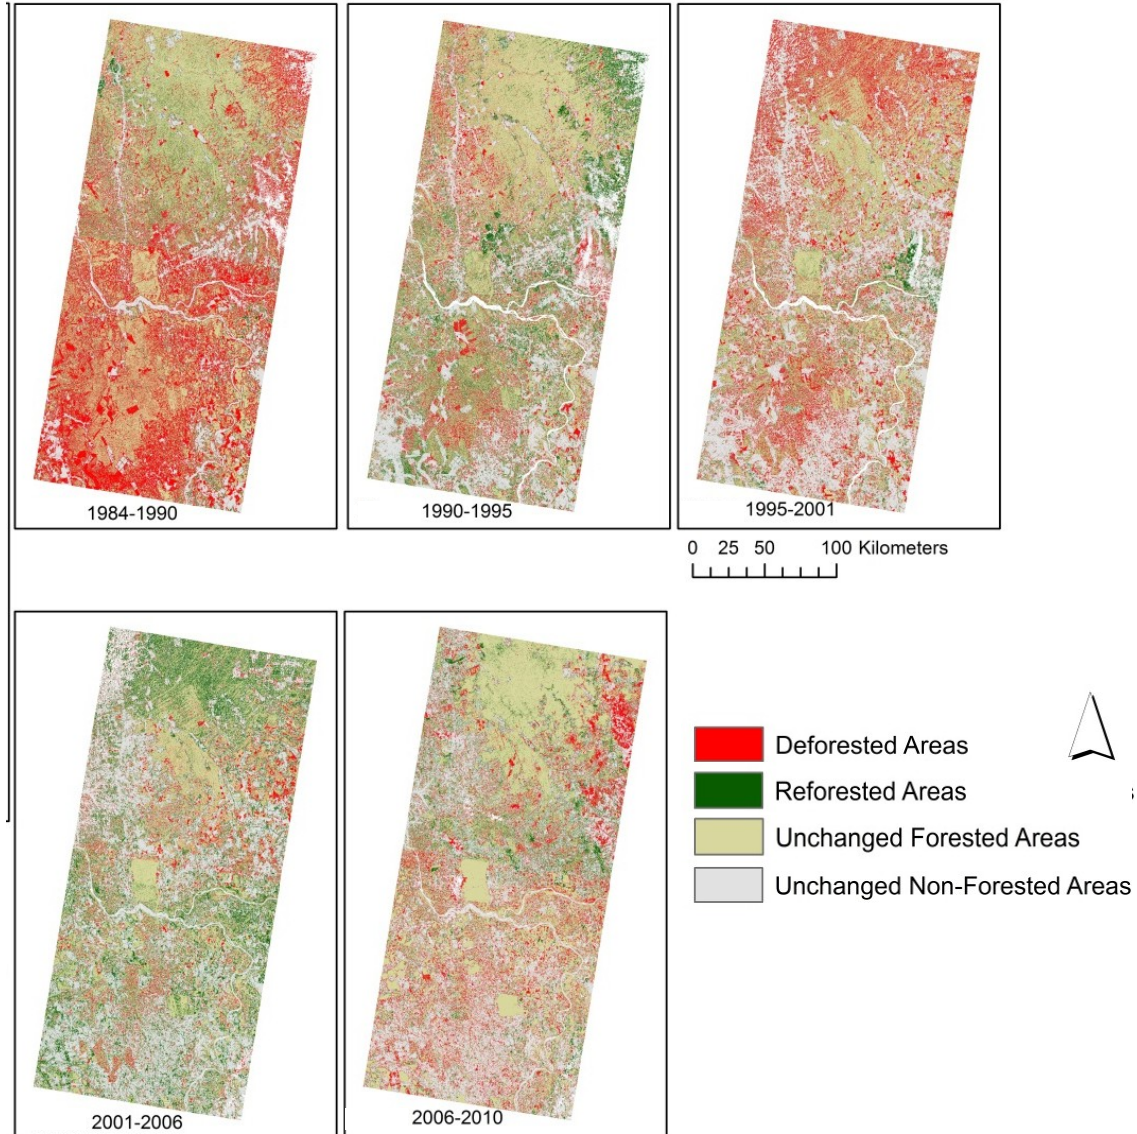 1984-1990
1990-1995
1995-2001
0 25 50 100 Kilometers
2001-2006
2006-2010
Deforested Areas
Reforested Areas
Unchanged Forested Areas
Unchanged Non-Forested Areas